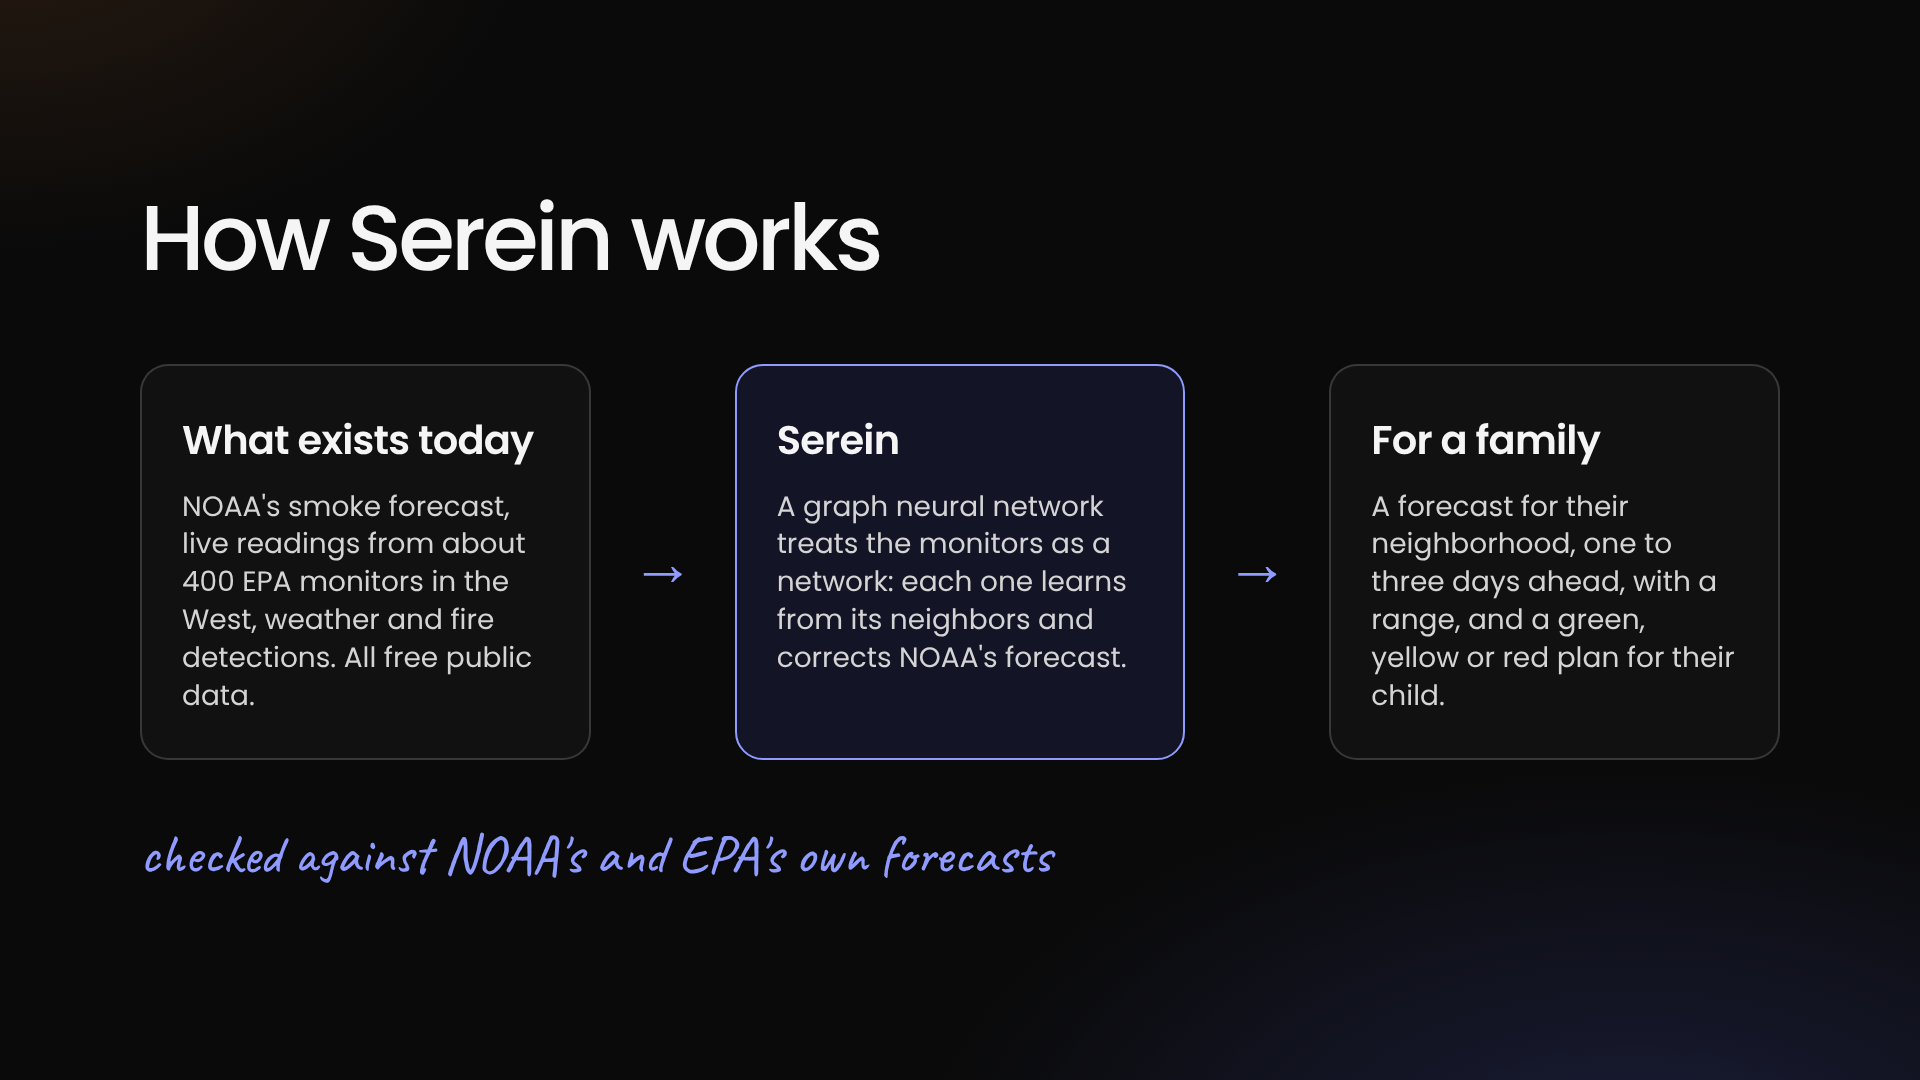 How Serein works
What exists today
NOAA's smoke forecast,
live readings from about
400 EPA monitors in the
West, weather and fire
detections. All free public
data.
→
Serein
A graph neural network
treats the monitors as a
network: each one learns
from its neighbors and
corrects NOAA's forecast.
→
For a family
A forecast for their
neighborhood, one to
three days ahead, with a
range, and a green,
yellow or red plan for their
child.
checked against NOAA's and EPA's own forecasts